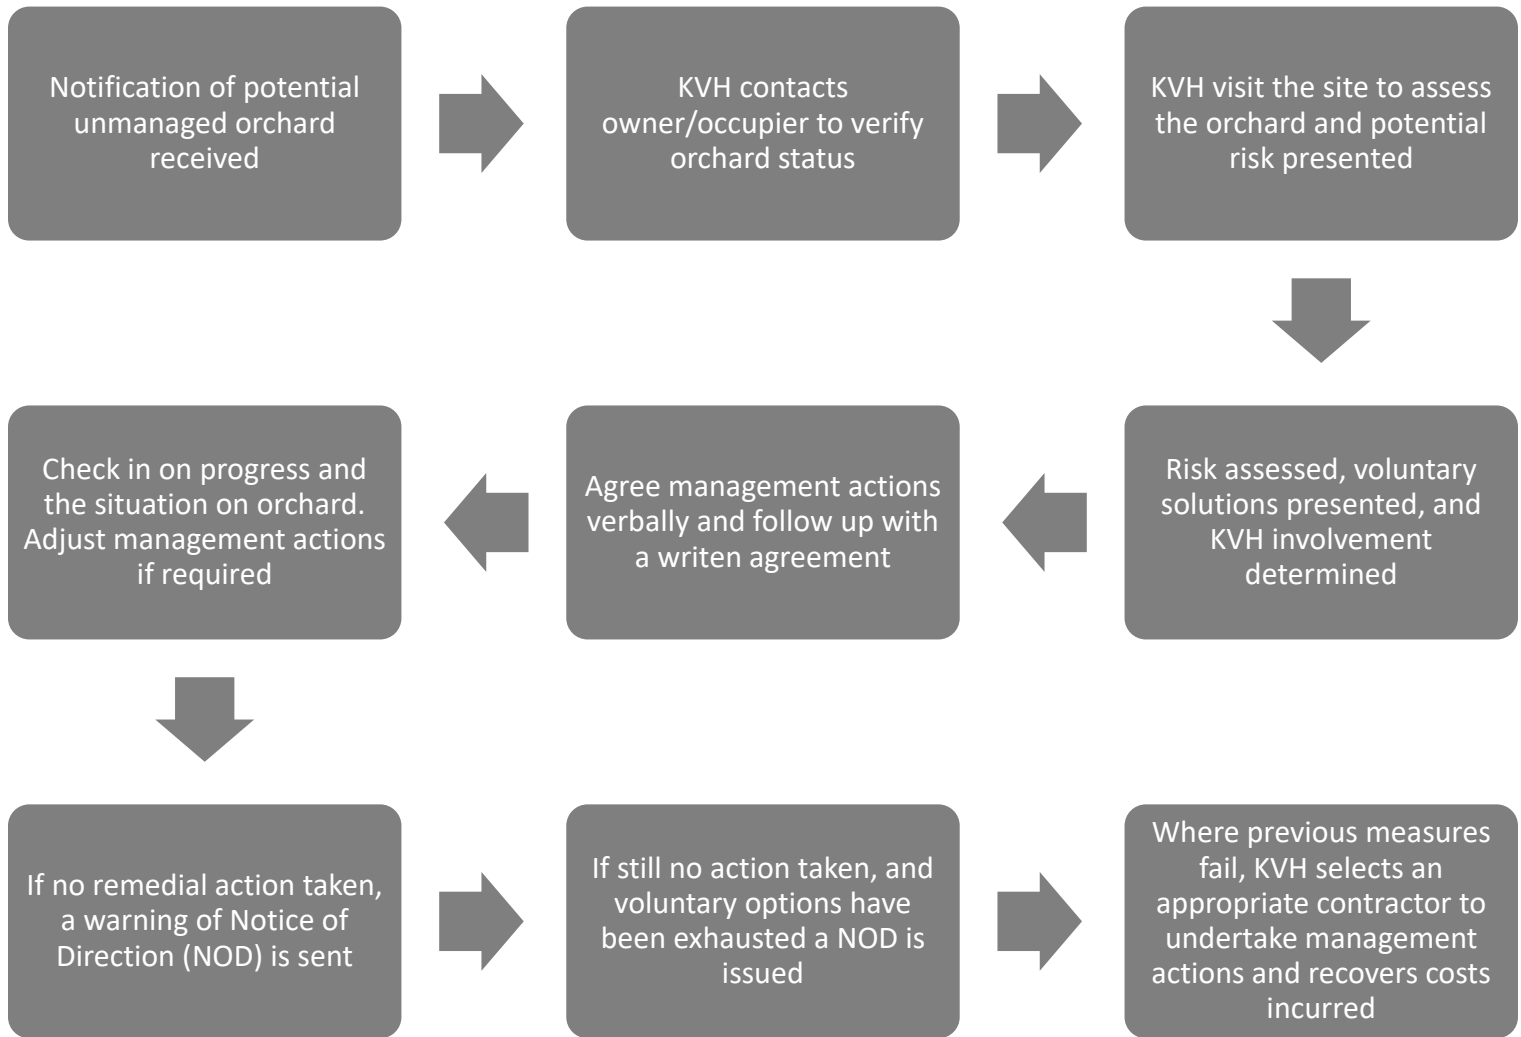 Notification of potential
unmanaged orchard
received
KVH contacts
owner/occupier to verify
orchard status
KVH visit the site to assess
the orchard and potential
risk presented
Risk assessed, voluntary
solutions presented, and
KVH involvement
determined
Agree management actions
verbally and follow up with
a writen agreement
Check in on progress and
the situation on orchard.
Adjust management actions
if required
If no remedial action taken,
a warning of Notice of
Direction (NOD) is sent
If still no action taken, and
voluntary options have
been exhausted a NOD is
issued
Where previous measures
fail, KVH selects an
appropriate contractor to
undertake management
actions and recovers costs
incurred